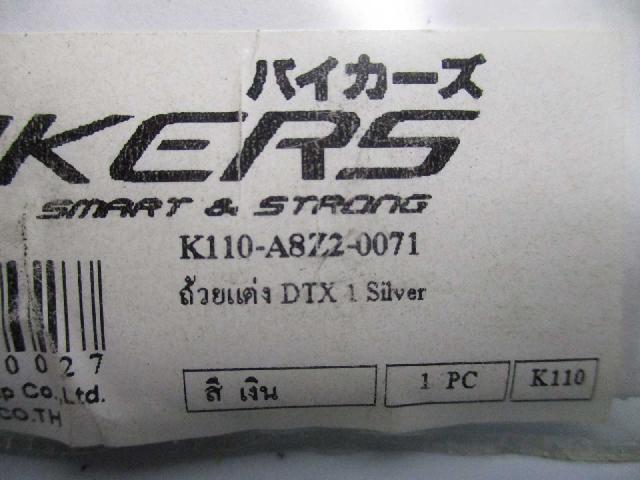 バイカーズ
KERS
SMART & STRONG
K110-A8Z2-0071
ถ้วยแต่ง DTX 1 Silver
0027
สี เงิน
1 PC
K110
p Co.,Ltd.
CO.TH